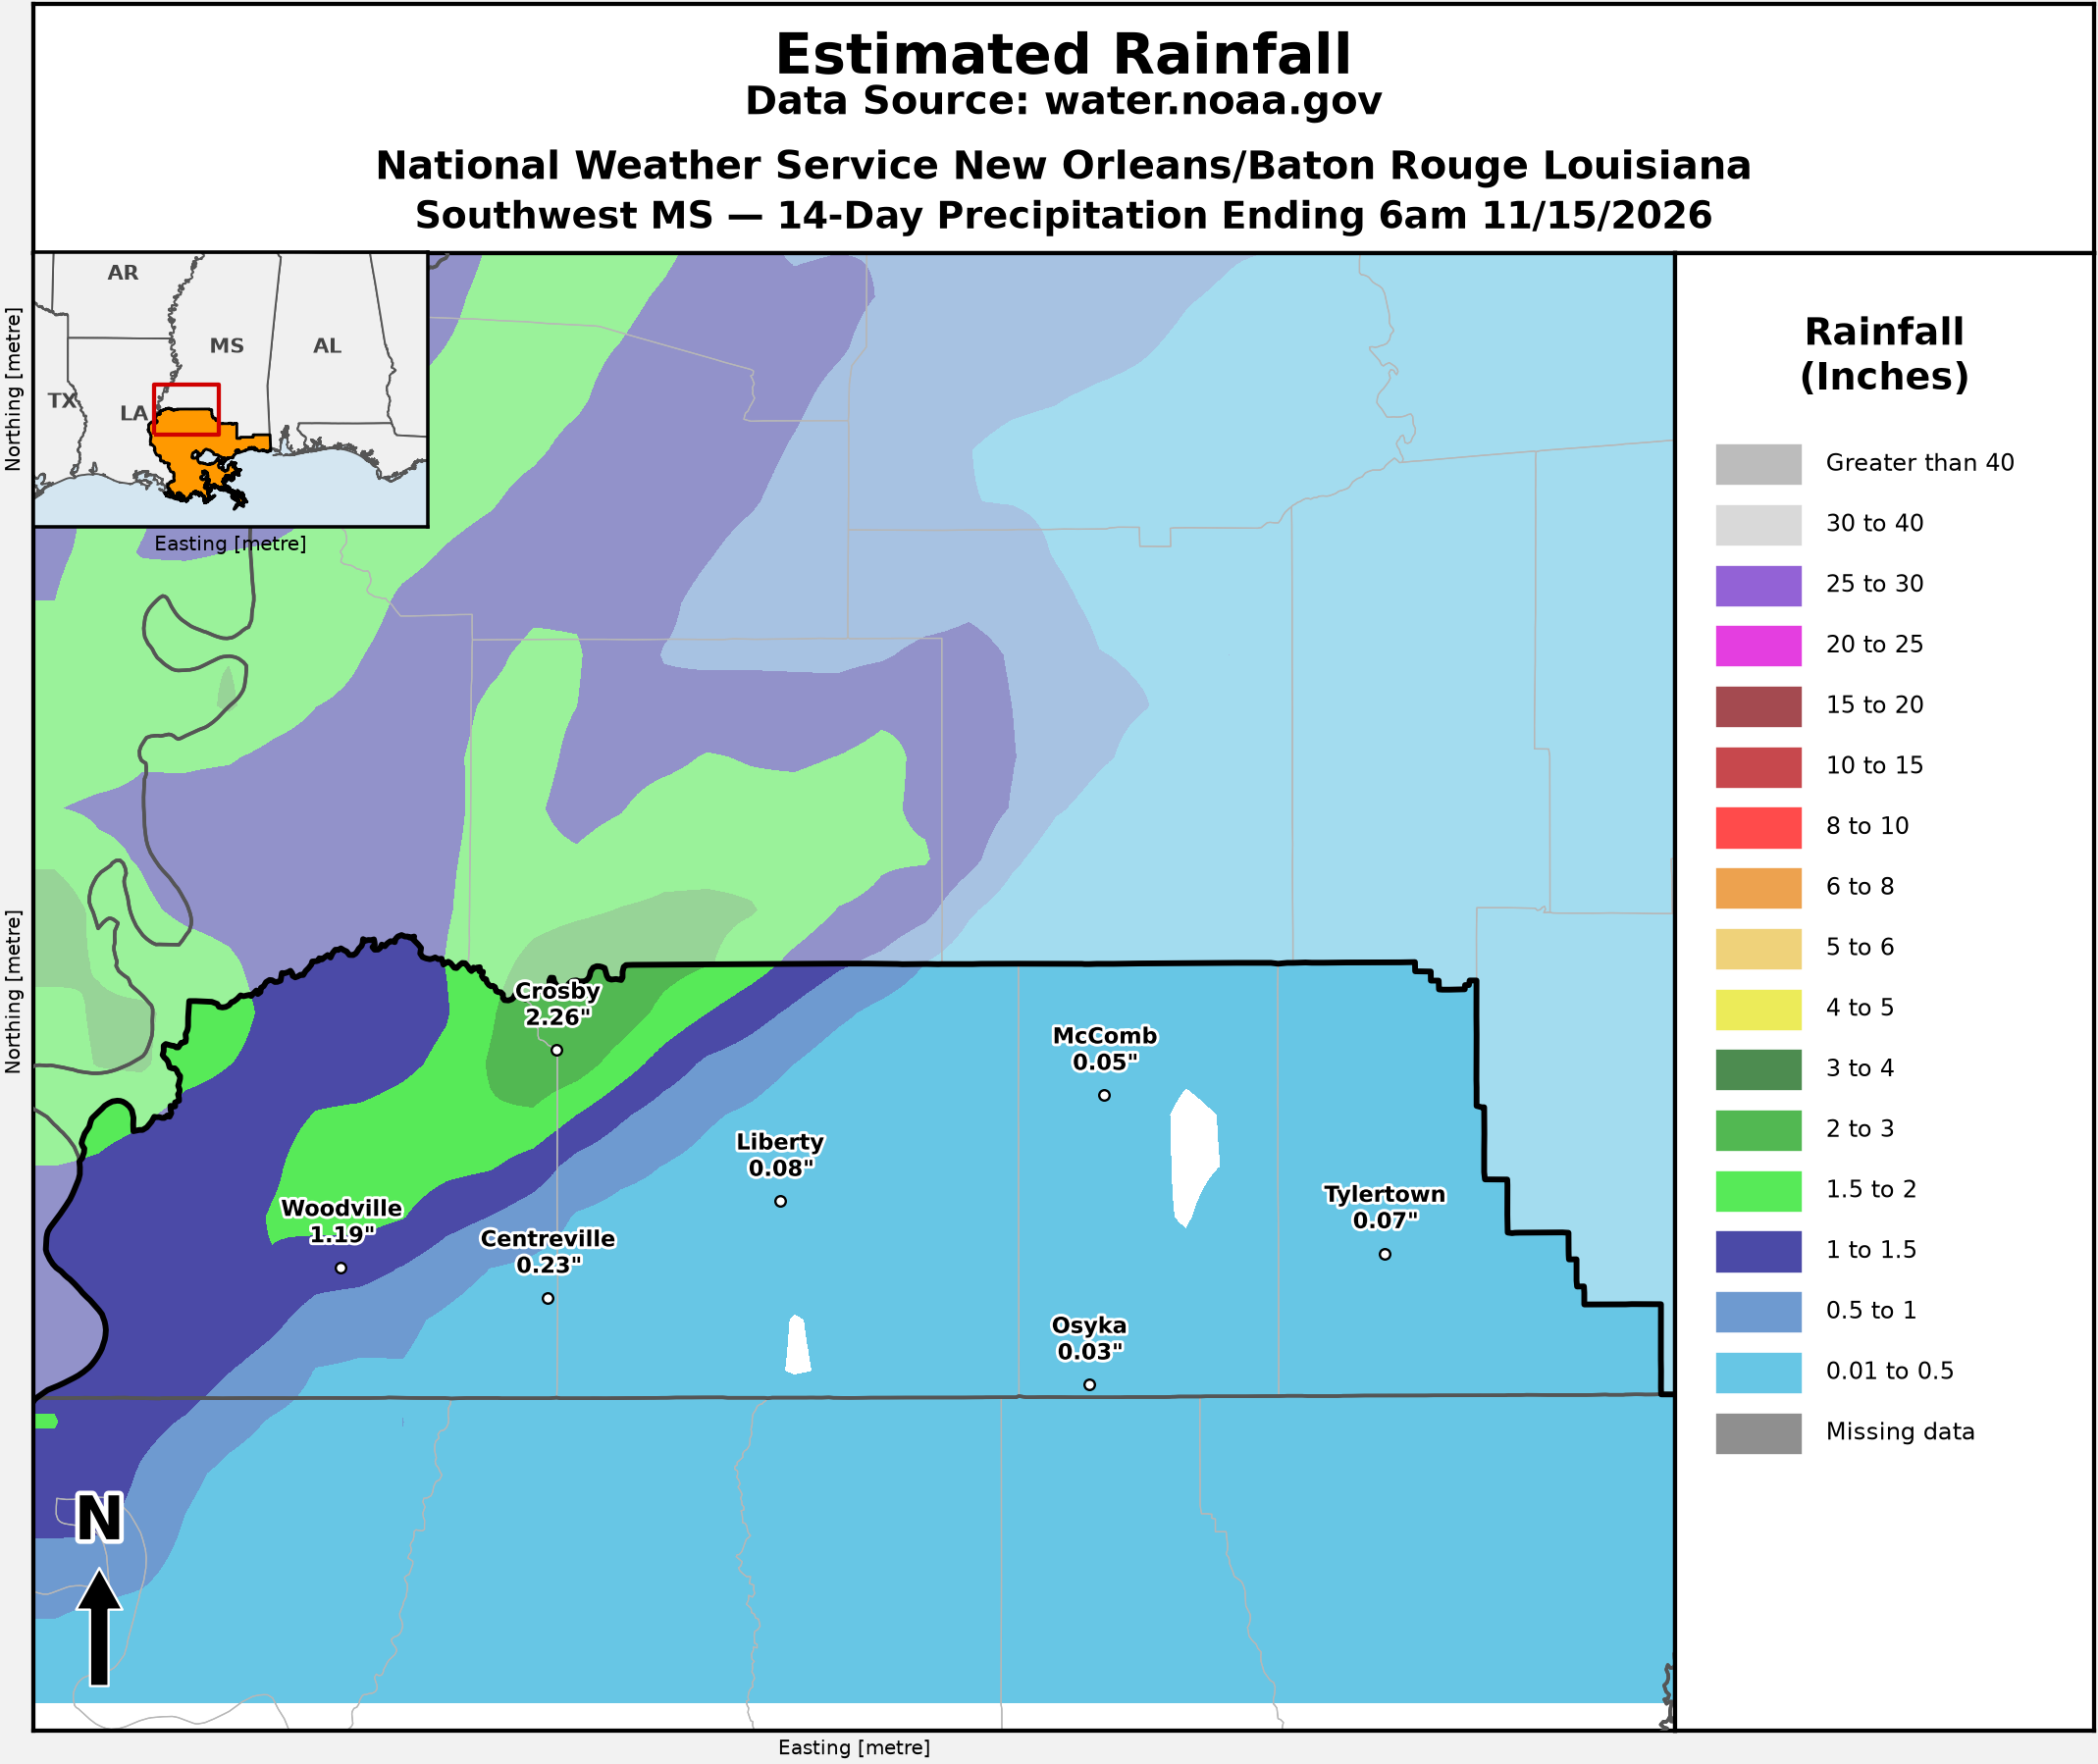 Estimated Rainfall
Data Source: water.noaa.gov
National Weather Service New Orleans/Baton Rouge Louisiana
Southwest MS — 14-Day Precipitation Ending 6am 11/15/2026
AR
MS
AL
TX
LA
Northing [metre]
Easting [metre]
Northing [metre]
Easting [metre]
Crosby
2.26"
McComb
0.05"
Liberty
0.08"
Tylertown
0.07"
Woodville
1.19"
Centreville
0.23"
Osyka
0.03"
N
Rainfall
(Inches)
Greater than 40
30 to 40
25 to 30
20 to 25
15 to 20
10 to 15
8 to 10
6 to 8
5 to 6
4 to 5
3 to 4
2 to 3
1.5 to 2
1 to 1.5
0.5 to 1
0.01 to 0.5
Missing data